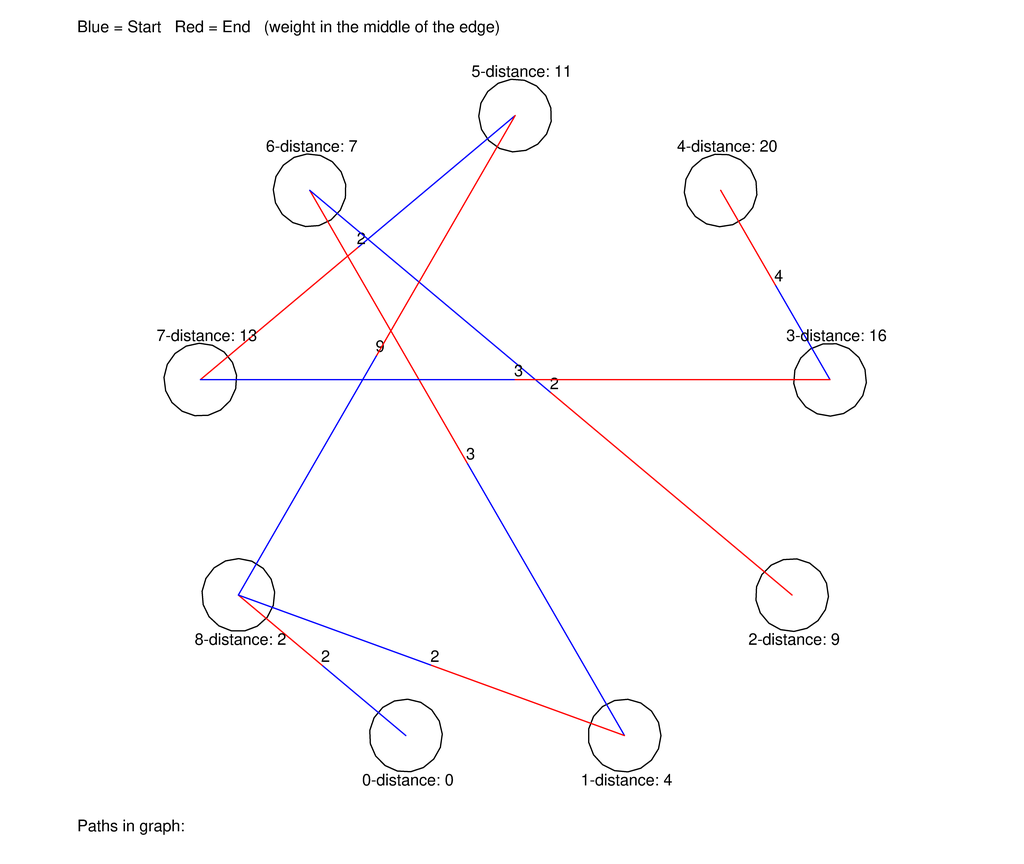 Blue = Start   Red = End   (weight in the middle of the edge)
5-distance: 11
6-distance: 7
4-distance: 20
2
4
7-distance: 13
3-distance: 16
9
3
2
3
8-distance: 2
2-distance: 9
2
2
0-distance: 0
1-distance: 4
Paths in graph: